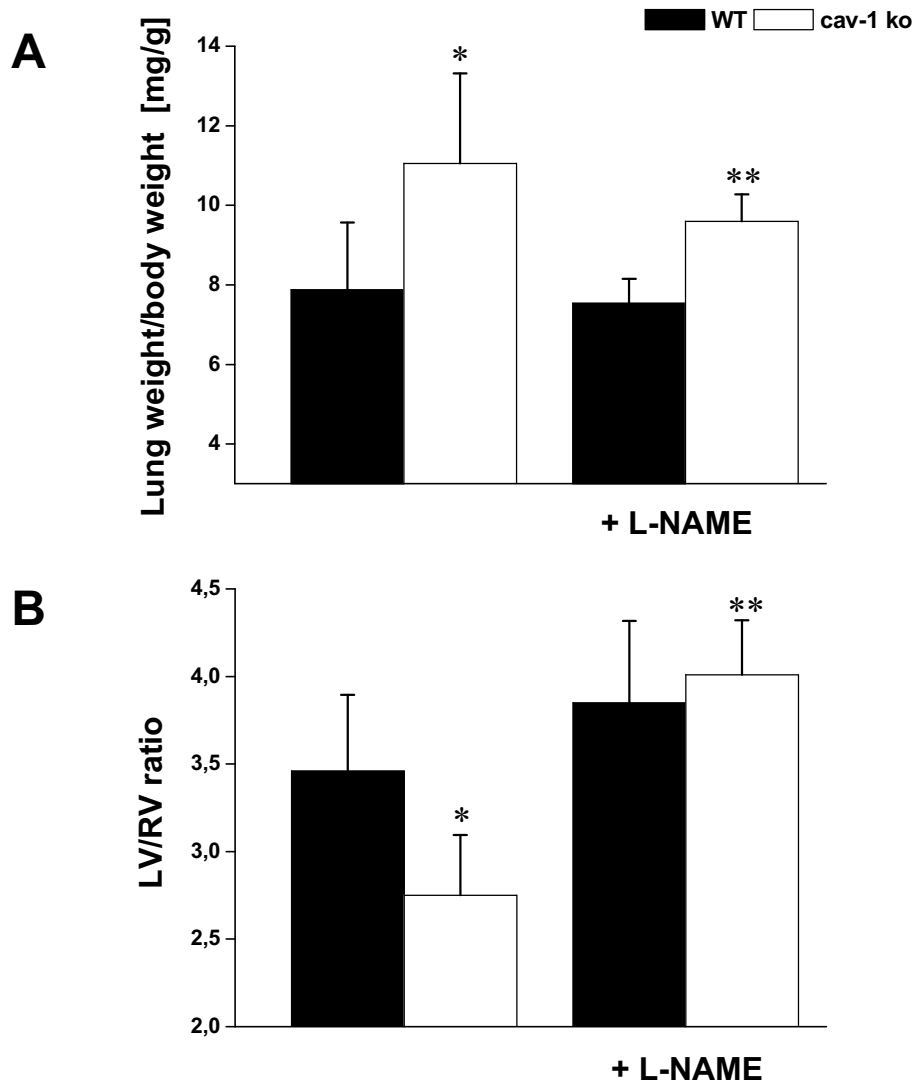 WT cav-1 ko
A
Lung weight/body weight [mg/g]
14
12
10
8
6
4
*
**
+ L-NAME
B
LV/RV ratio
4,5
4,0
3,5
3,0
2,5
2,0
*
**
+ L-NAME